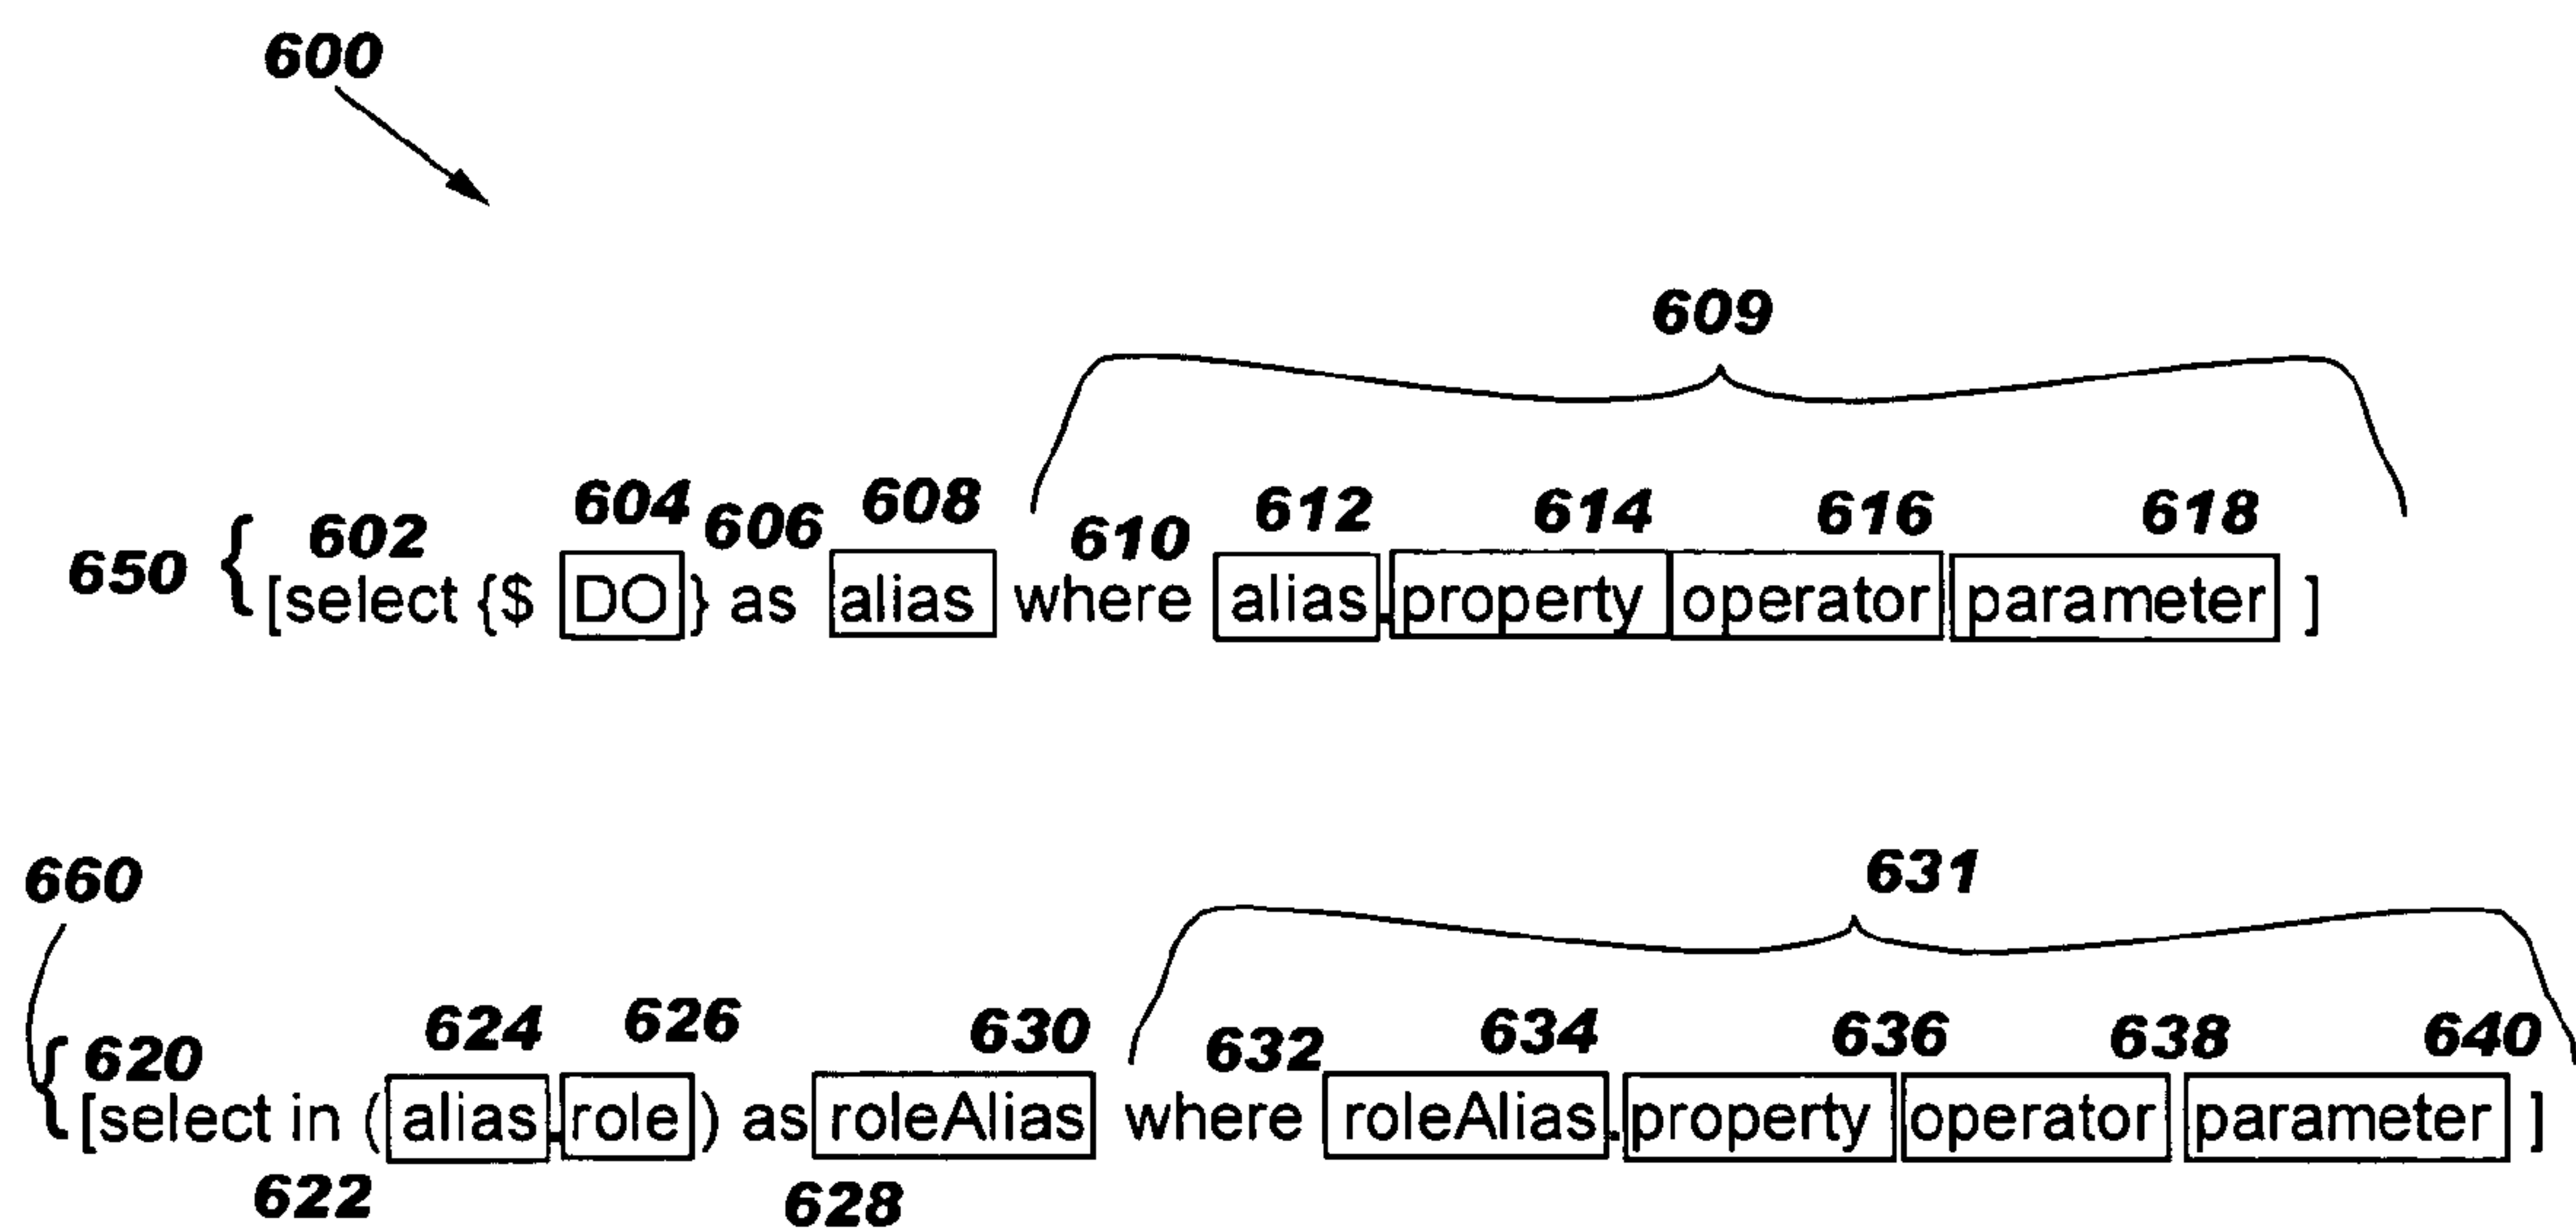 600
609
602 604 606 608 610 612 614 616 618
650 { [select {$ DO} as alias where alias.property operator parameter ]
660 631
620 624 626 630 632 634 636 638 640
{ [select in ( alias.role ) as roleAlias where roleAlias.property operator parameter ]
622 628